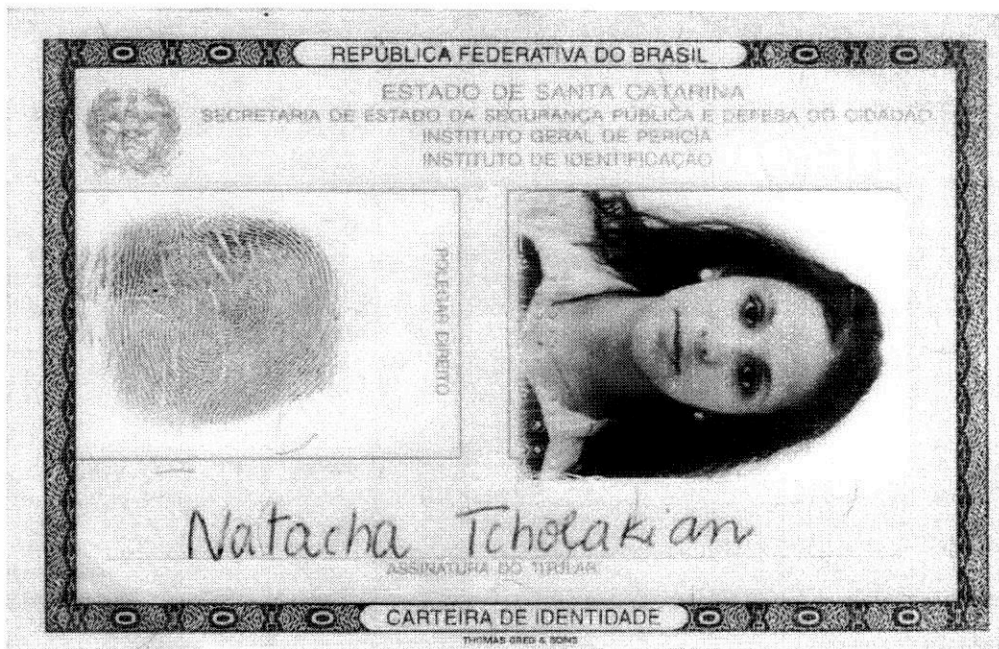 REPÚBLICA FEDERATIVA DO BRASIL
ESTADO DE SANTA CATARINA
SECRETARIA DE ESTADO DA SEGURANÇA PÚBLICA E DEFESA DO CIDADÃO
INSTITUTO GERAL DE PERÍCIA
INSTITUTO DE IDENTIFICAÇÃO
POLEGAR DIREITO
Natacha Tcholakian
ASSINATURA DO TITULAR
CARTEIRA DE IDENTIDADE
THOMAS GREG & SONS